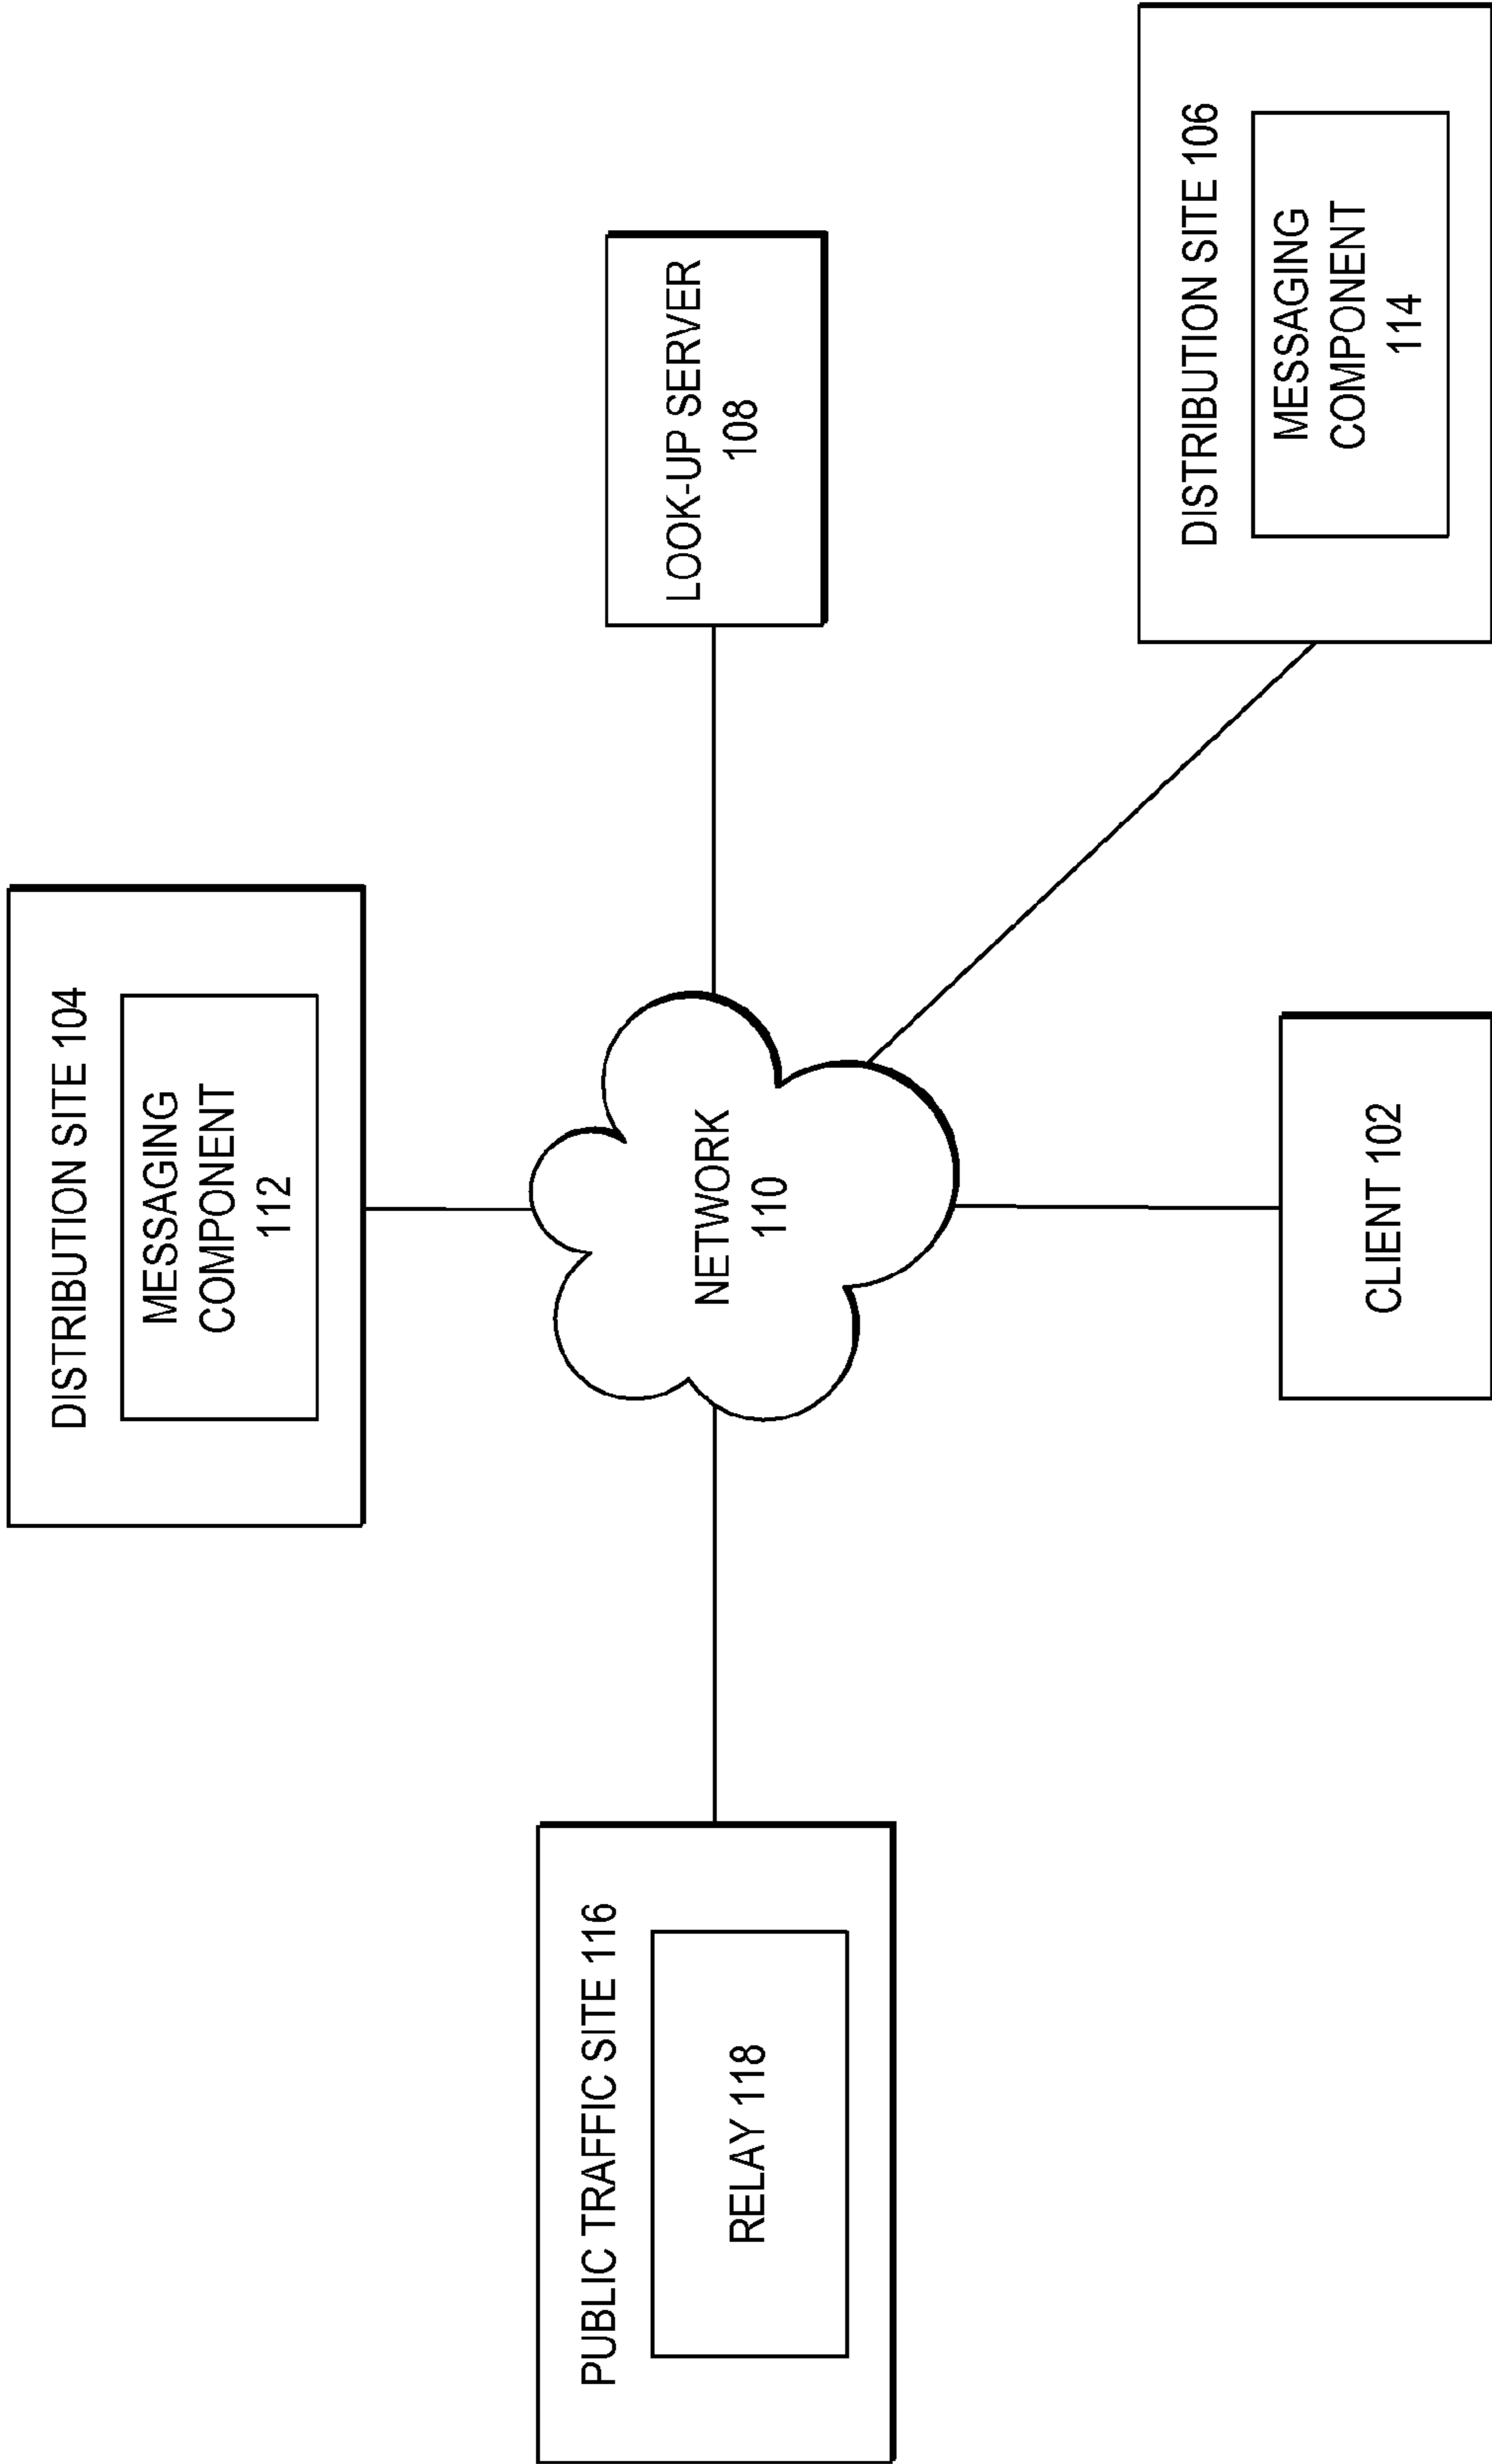 DISTRIBUTION SITE 104
MESSAGING
COMPONENT
112
PUBLIC TRAFFIC SITE 116
RELAY 118
NETWORK
110
LOOK-UP SERVER
108
CLIENT 102
DISTRIBUTION SITE 106
MESSAGING
COMPONENT
114